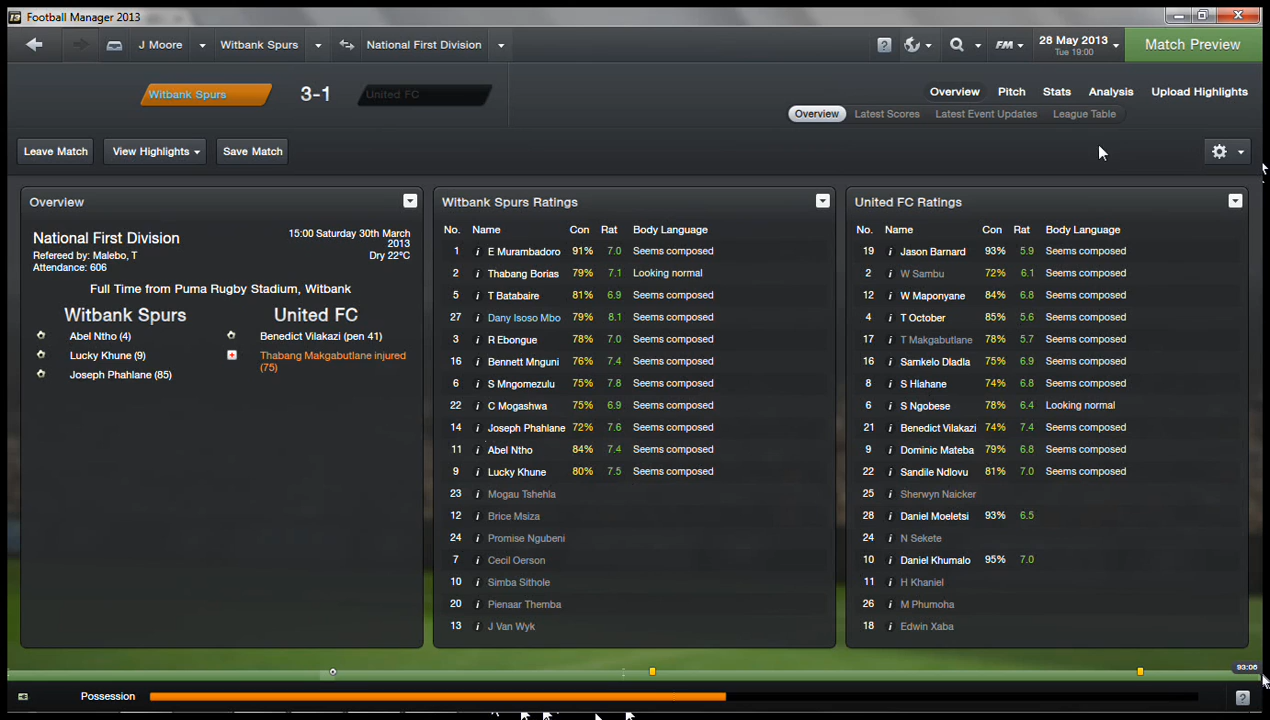 Football Manager 2013
J Moore Witbank Spurs National First Division
? FM 28 May 2013 Tue 19:00 Match Preview
Witbank Spurs 3-1 United FC
Overview Pitch Stats Analysis Upload Highlights
Overview Latest Scores Latest Event Updates League Table
Leave Match View Highlights Save Match
Overview
National First Division 15:00 Saturday 30th March 2013
Refereed by: Malebo, T Dry 22°C
Attendance: 606
Full Time from Puma Rugby Stadium, Witbank
Witbank Spurs United FC
Abel Ntho (4) Benedict Vilakazi (pen 41)
Lucky Khune (9) Thabang Makgabutlane injured (75)
Joseph Phahlane (85)
Witbank Spurs Ratings
No. Name Con Rat Body Language
1 i E Murambadoro 91% 7.0 Seems composed
2 i Thabang Borias 79% 7.1 Looking normal
5 i T Batabaire 81% 6.9 Seems composed
27 i Dany Isoso Mbo 79% 8.1 Seems composed
3 i R Ebongue 78% 7.0 Seems composed
16 i Bennett Mnguni 76% 7.4 Seems composed
6 i S Mngomezulu 75% 7.8 Seems composed
22 i C Mogashwa 75% 6.9 Seems composed
14 i Joseph Phahlane 72% 7.6 Seems composed
11 i Abel Ntho 84% 7.4 Seems composed
9 i Lucky Khune 80% 7.5 Seems composed
23 i Mogau Tshehla
12 i Brice Msiza
24 i Promise Ngubeni
7 i Cecil Oerson
10 i Simba Sithole
20 i Pienaar Themba
13 i J Van Wyk
United FC Ratings
No. Name Con Rat Body Language
19 i Jason Barnard 93% 5.9 Seems composed
2 i W Sambu 72% 6.1 Seems composed
12 i W Maponyane 84% 6.8 Seems composed
4 i T October 85% 5.6 Seems composed
17 i T Makgabutlane 78% 5.7 Seems composed
16 i Samkelo Dladla 75% 6.9 Seems composed
8 i S Hlahane 74% 6.8 Seems composed
6 i S Ngobese 78% 6.4 Looking normal
21 i Benedict Vilakazi 74% 7.4 Seems composed
9 i Dominic Mateba 79% 6.8 Seems composed
22 i Sandile Ndlovu 81% 7.0 Seems composed
25 i Sherwyn Naicker
28 i Daniel Moeletsi 93% 6.5
24 i N Sekete
10 i Daniel Khumalo 95% 7.0
11 i H Khaniel
26 i M Phumoha
18 i Edwin Xaba
93:06
Possession ?